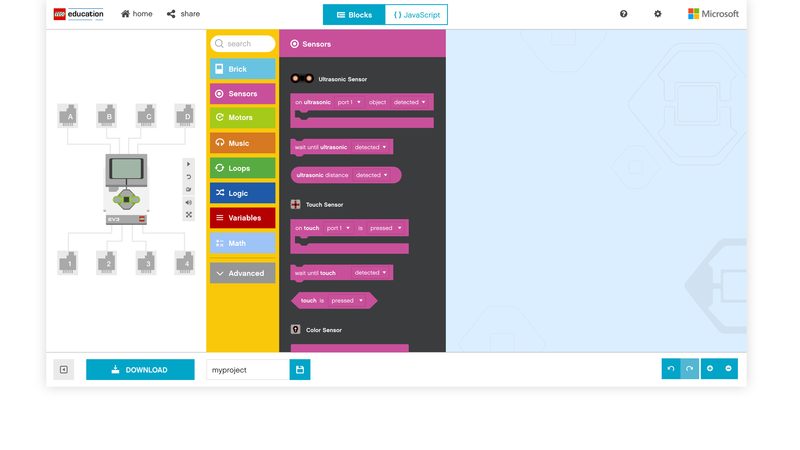 LEGO education
home
share
Blocks
{ } JavaScript
Microsoft
search
Sensors
Brick
Sensors
Motors
Music
Loops
Logic
Variables
Math
Advanced
Ultrasonic Sensor
on ultrasonic port 1 object detected
wait until ultrasonic detected
ultrasonic distance detected
Touch Sensor
on touch port 1 is pressed
wait until touch detected
touch is pressed
Color Sensor
A B C D
EV3
1 2 3 4
DOWNLOAD
myproject